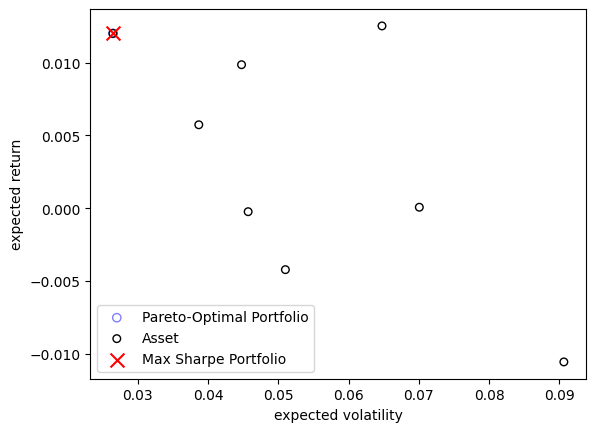 0.010
0.005
0.000
−0.005
−0.010
expected return
Pareto-Optimal Portfolio
Asset
Max Sharpe Portfolio
0.03 0.04 0.05 0.06 0.07 0.08 0.09
expected volatility